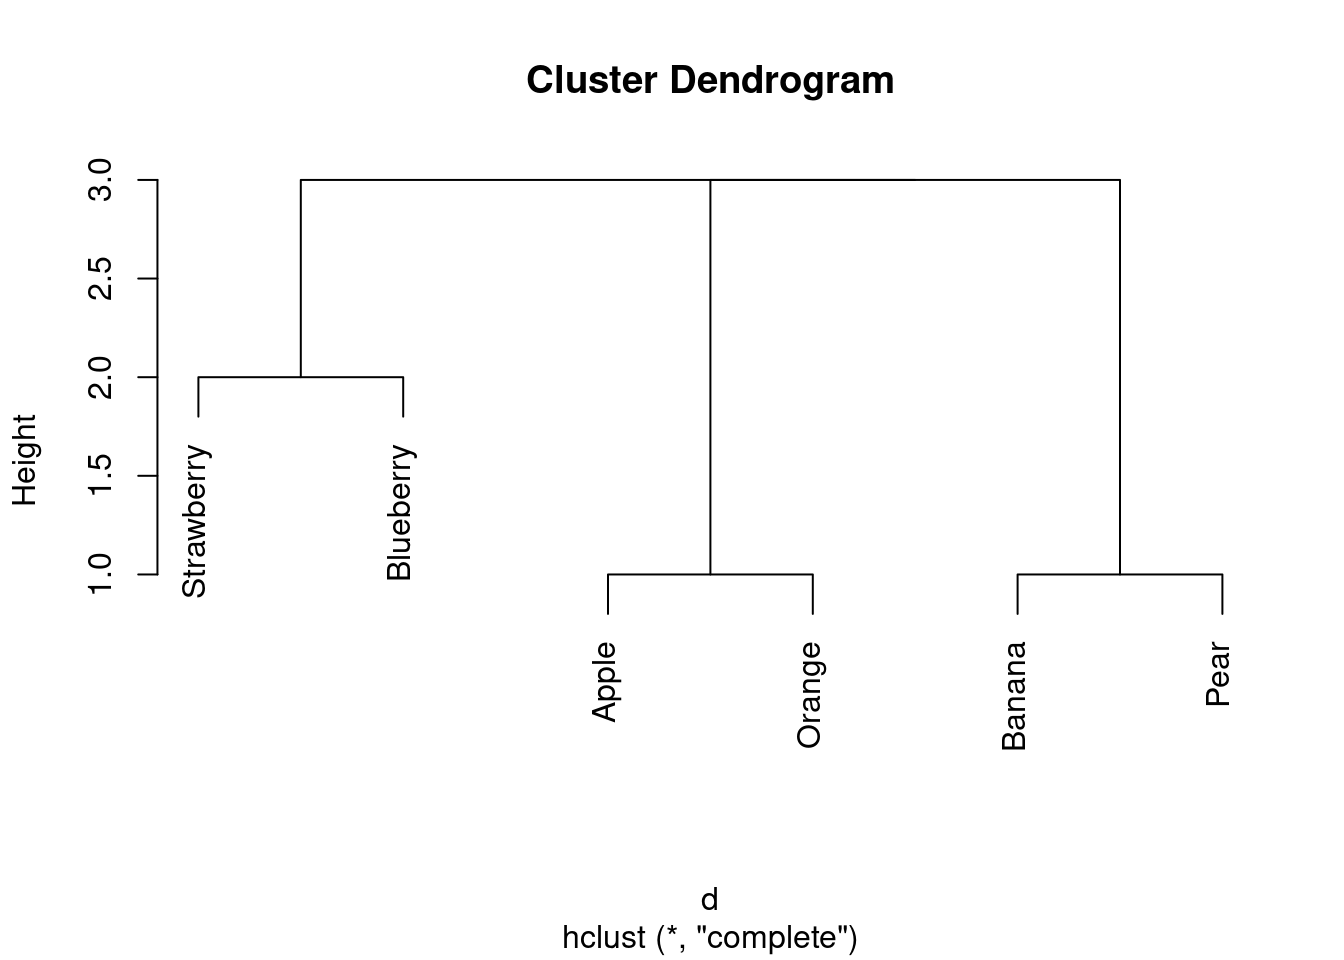 Cluster Dendrogram
Height
3.0
2.5
2.0
1.5
1.0
Strawberry
Blueberry
Apple
Orange
Banana
Pear
d
hclust (*, "complete")